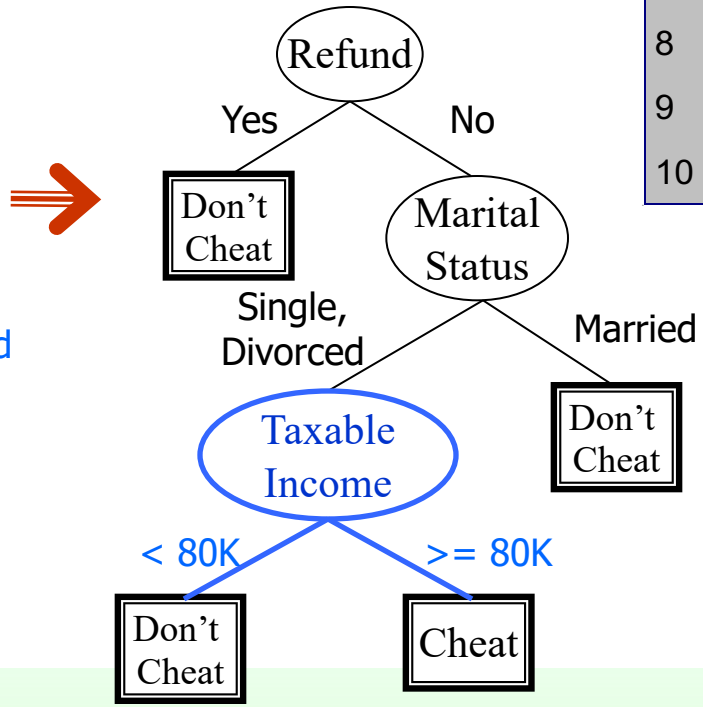 8
9
10
Refund
Yes
No
Don’t
Cheat
Marital
Status
Single,
Divorced
Married
Taxable
Income
Don’t
Cheat
< 80K
>= 80K
Don’t
Cheat
Cheat